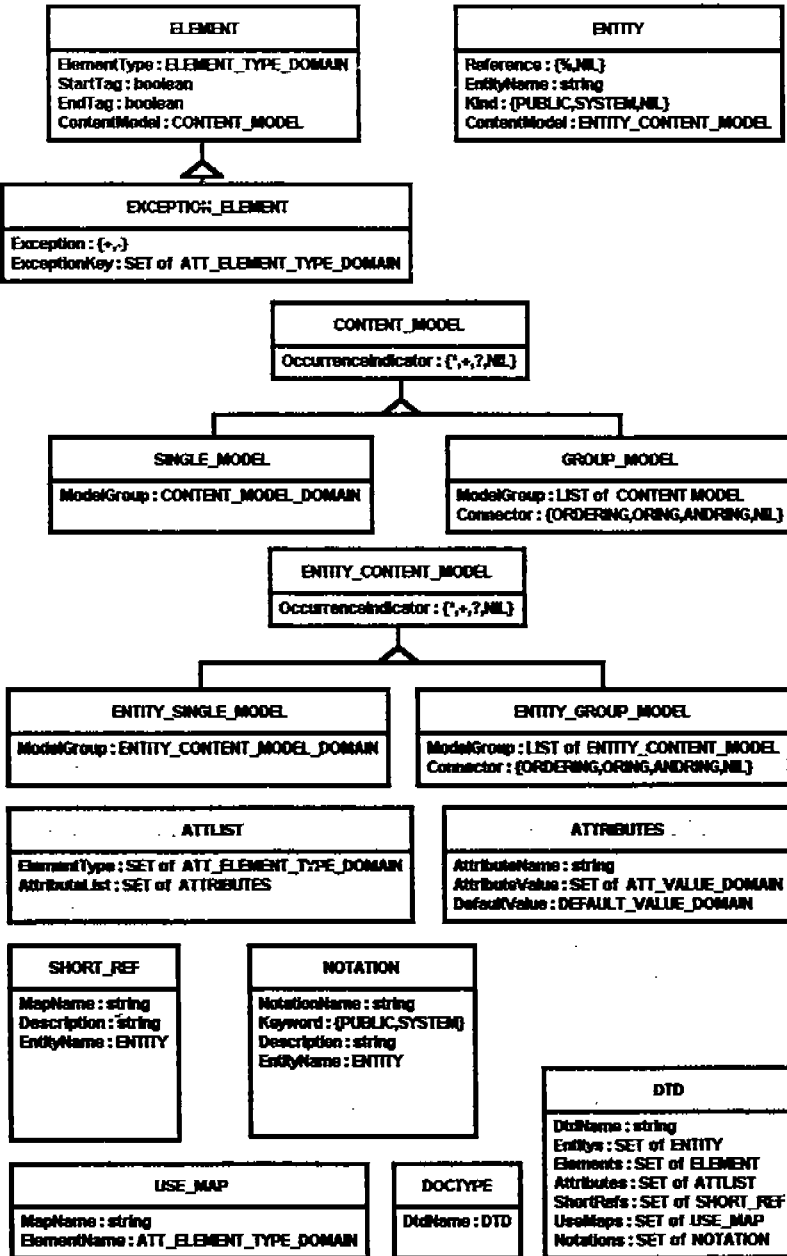 ELEMENT
ElementType : ELEMENT_TYPE_DOMAIN
StartTag : boolean
EndTag : boolean
ContentModel : CONTENT_MODEL
ENTITY
Reference : {%,NIL}
EntityName : string
Kind : {PUBLIC,SYSTEM,NIL}
ContentModel : ENTITY_CONTENT_MODEL
EXCEPTION_ELEMENT
Exception : {+,-}
ExceptionKey : SET of ATT_ELEMENT_TYPE_DOMAIN
CONTENT_MODEL
OccurrenceIndicator : {*,+,?,NIL}
SINGLE_MODEL
ModelGroup : CONTENT_MODEL_DOMAIN
GROUP_MODEL
ModelGroup : LIST of CONTENT MODEL
Connector : {ORDERING,ORING,ANDRING,NIL}
ENTITY_CONTENT_MODEL
OccurrenceIndicator : {*,+,?,NIL}
ENTITY_SINGLE_MODEL
ModelGroup : ENTITY_CONTENT_MODEL_DOMAIN
ENTITY_GROUP_MODEL
ModelGroup : LIST of ENTITY_CONTENT_MODEL
Connector : {ORDERING,ORING,ANDRING,NIL}
ATTLIST
ElementType : SET of ATT_ELEMENT_TYPE_DOMAIN
AttributeList : SET of ATTRIBUTES
ATTRIBUTES
AttributeName : string
AttributeValue : SET of ATT_VALUE_DOMAIN
DefaultValue : DEFAULT_VALUE_DOMAIN
SHORT_REF
MapName : string
Description : string
EntityName : ENTITY
NOTATION
NotationName : string
Keyword : {PUBLIC,SYSTEM}
Description : string
EntityName : ENTITY
DTD
DtdName : string
Entitys : SET of ENTITY
Elements : SET of ELEMENT
Attributes : SET of ATTLIST
ShortRefs : SET of SHORT_REF
UseMaps : SET of USE_MAP
Notations : SET of NOTATION
USE_MAP
MapName : string
ElementName : ATT_ELEMENT_TYPE_DOMAIN
DOCTYPE
DtdName : DTD